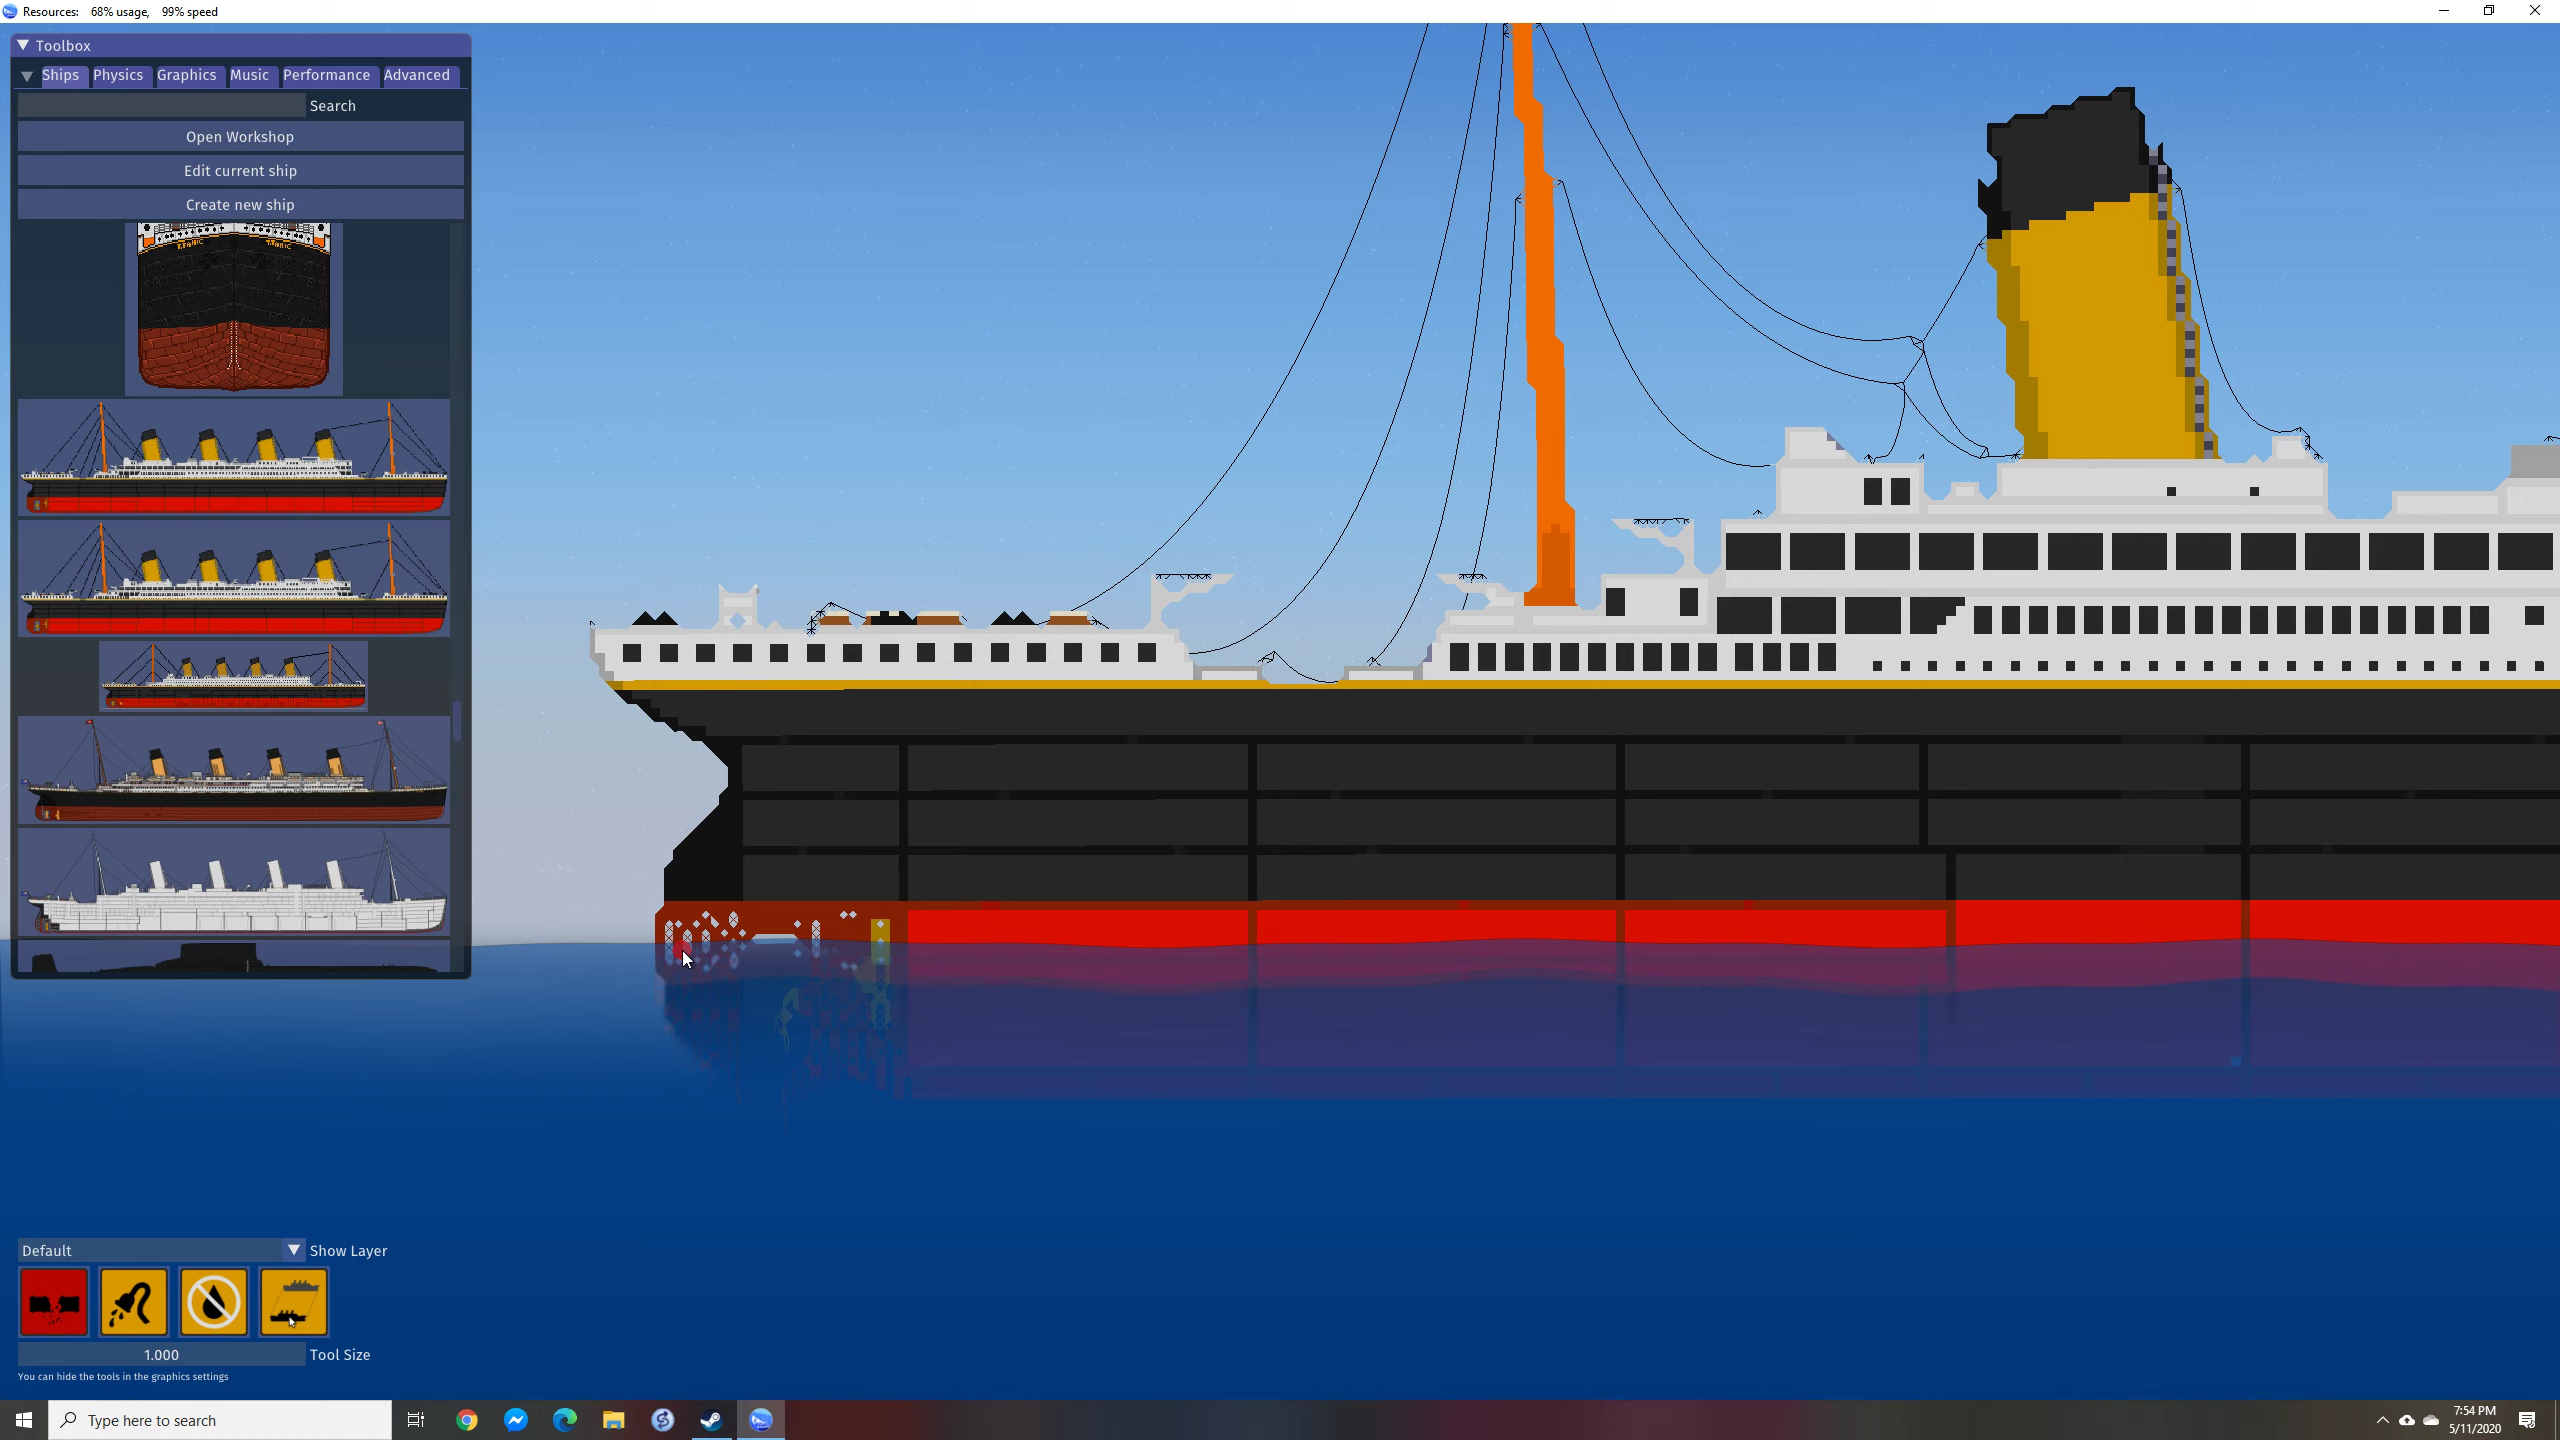 Resources: 68% usage, 99% speed
Toolbox
Ships Physics Graphics Music Performance Advanced
Search
Open Workshop
Edit current ship
Create new ship
TITANIC TITANIC
Default Show Layer
1.000 Tool Size
You can hide the tools in the graphics settings
Type here to search
7:54 PM
5/11/2020